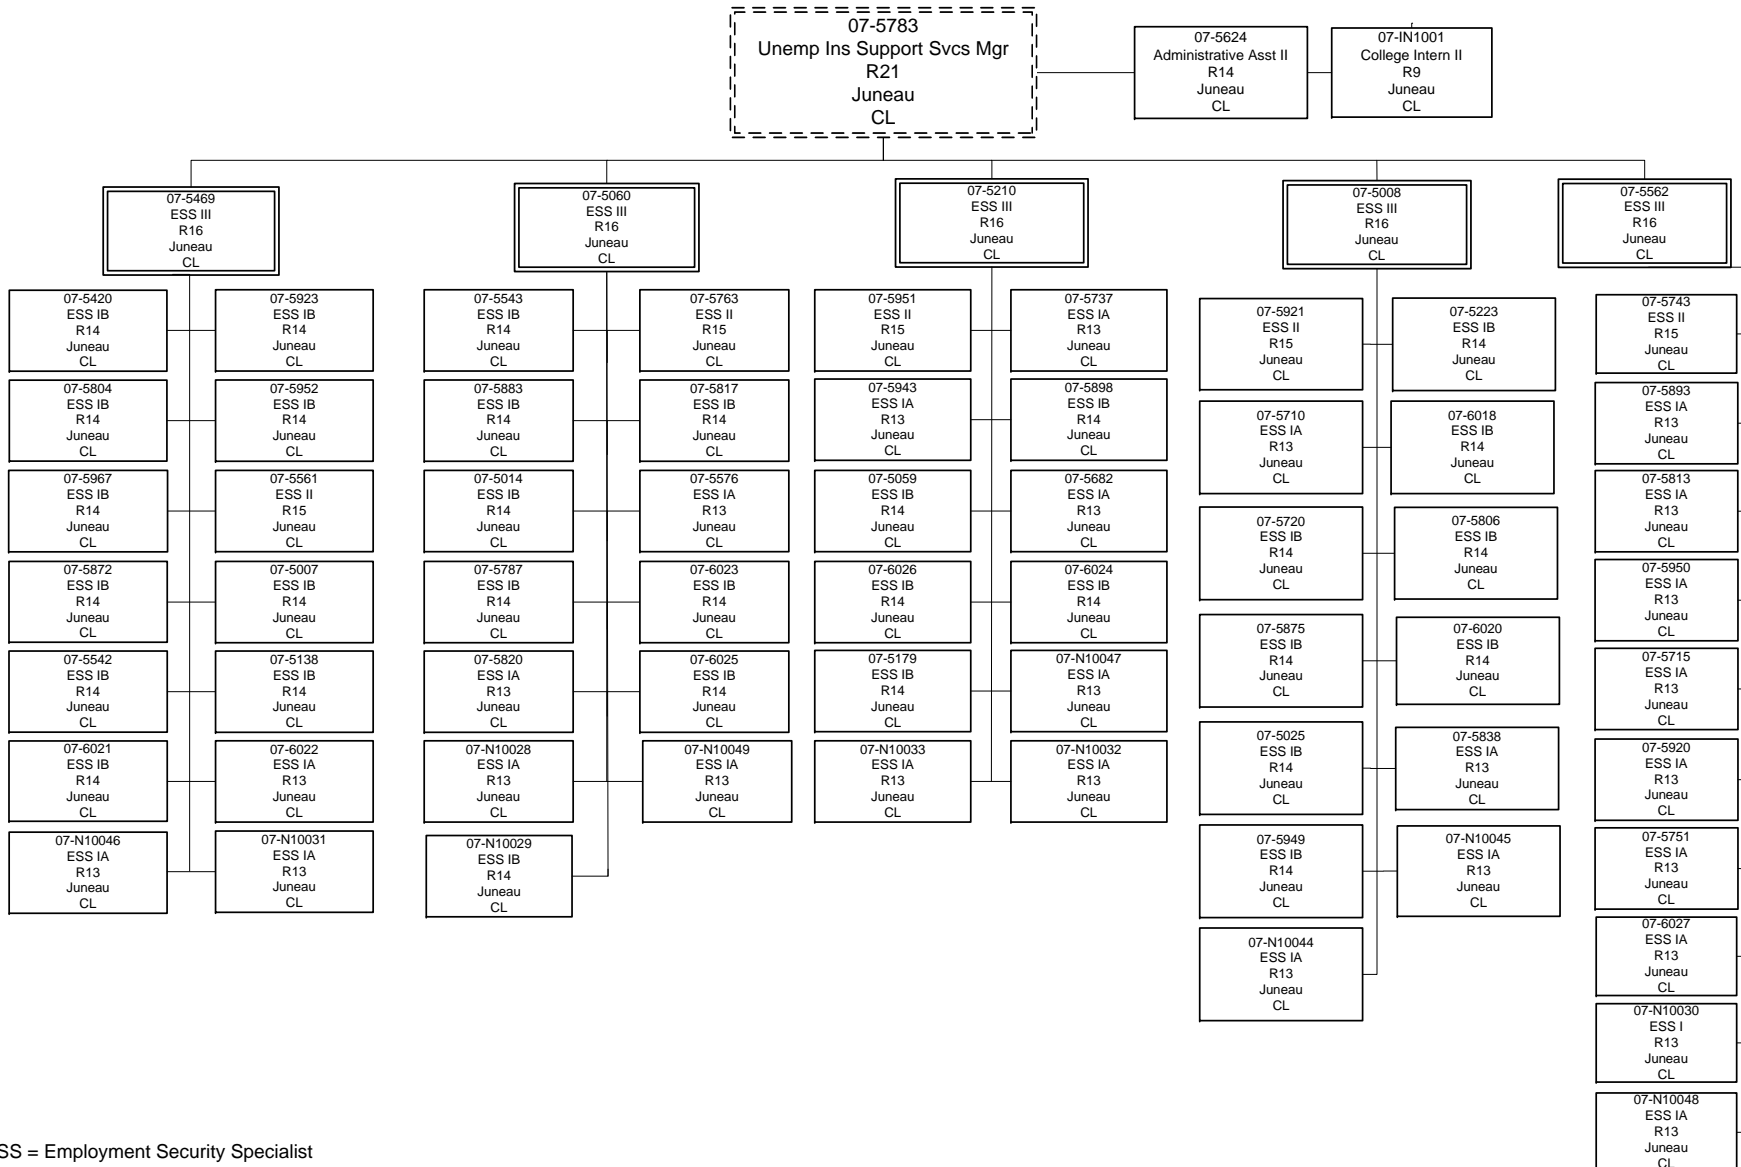 07-5783
Unemp Ins Support Svcs Mgr
R21
Juneau
CL
07-5624
Administrative Asst II
R14
Juneau
CL
07-IN1001
College Intern II
R9
Juneau
CL
07-5469
ESS III
R16
Juneau
CL
07-5060
ESS III
R16
Juneau
CL
07-5210
ESS III
R16
Juneau
CL
07-5008
ESS III
R16
Juneau
CL
07-5562
ESS III
R16
Juneau
CL
07-5420
ESS IB
R14
Juneau
CL
07-5923
ESS IB
R14
Juneau
CL
07-5804
ESS IB
R14
Juneau
CL
07-5952
ESS IB
R14
Juneau
CL
07-5967
ESS IB
R14
Juneau
CL
07-5561
ESS II
R15
Juneau
CL
07-5872
ESS IB
R14
Juneau
CL
07-5007
ESS IB
R14
Juneau
CL
07-5542
ESS IB
R14
Juneau
CL
07-5138
ESS IB
R14
Juneau
CL
07-6021
ESS IB
R14
Juneau
CL
07-6022
ESS IA
R13
Juneau
CL
07-N10046
ESS IA
R13
Juneau
CL
07-N10031
ESS IA
R13
Juneau
CL
07-5543
ESS IB
R14
Juneau
CL
07-5763
ESS II
R15
Juneau
CL
07-5883
ESS IB
R14
Juneau
CL
07-5817
ESS IB
R14
Juneau
CL
07-5014
ESS IB
R14
Juneau
CL
07-5576
ESS IA
R13
Juneau
CL
07-5787
ESS IB
R14
Juneau
CL
07-6023
ESS IB
R14
Juneau
CL
07-5820
ESS IA
R13
Juneau
CL
07-6025
ESS IB
R14
Juneau
CL
07-N10028
ESS IA
R13
Juneau
CL
07-N10049
ESS IA
R13
Juneau
CL
07-N10029
ESS IB
R14
Juneau
CL
07-5951
ESS II
R15
Juneau
CL
07-5737
ESS IA
R13
Juneau
CL
07-5943
ESS IA
R13
Juneau
CL
07-5898
ESS IB
R14
Juneau
CL
07-5059
ESS IB
R14
Juneau
CL
07-5682
ESS IA
R13
Juneau
CL
07-6026
ESS IB
R14
Juneau
CL
07-6024
ESS IB
R14
Juneau
CL
07-5179
ESS IB
R14
Juneau
CL
07-N10047
ESS IA
R13
Juneau
CL
07-N10033
ESS IA
R13
Juneau
CL
07-N10032
ESS IA
R13
Juneau
CL
07-5921
ESS II
R15
Juneau
CL
07-5223
ESS IB
R14
Juneau
CL
07-5710
ESS IA
R13
Juneau
CL
07-6018
ESS IB
R14
Juneau
CL
07-5720
ESS IB
R14
Juneau
CL
07-5806
ESS IB
R14
Juneau
CL
07-5875
ESS IB
R14
Juneau
CL
07-6020
ESS IB
R14
Juneau
CL
07-5025
ESS IB
R14
Juneau
CL
07-5838
ESS IA
R13
Juneau
CL
07-5949
ESS IB
R14
Juneau
CL
07-N10045
ESS IA
R13
Juneau
CL
07-N10044
ESS IA
R13
Juneau
CL
07-5743
ESS II
R15
Juneau
CL
07-5893
ESS IA
R13
Juneau
CL
07-5813
ESS IA
R13
Juneau
CL
07-5950
ESS IA
R13
Juneau
CL
07-5715
ESS IA
R13
Juneau
CL
07-5920
ESS IA
R13
Juneau
CL
07-5751
ESS IA
R13
Juneau
CL
07-6027
ESS IA
R13
Juneau
CL
07-N10030
ESS I
R13
Juneau
CL
07-N10048
ESS IA
R13
Juneau
CL
SS = Employment Security Specialist